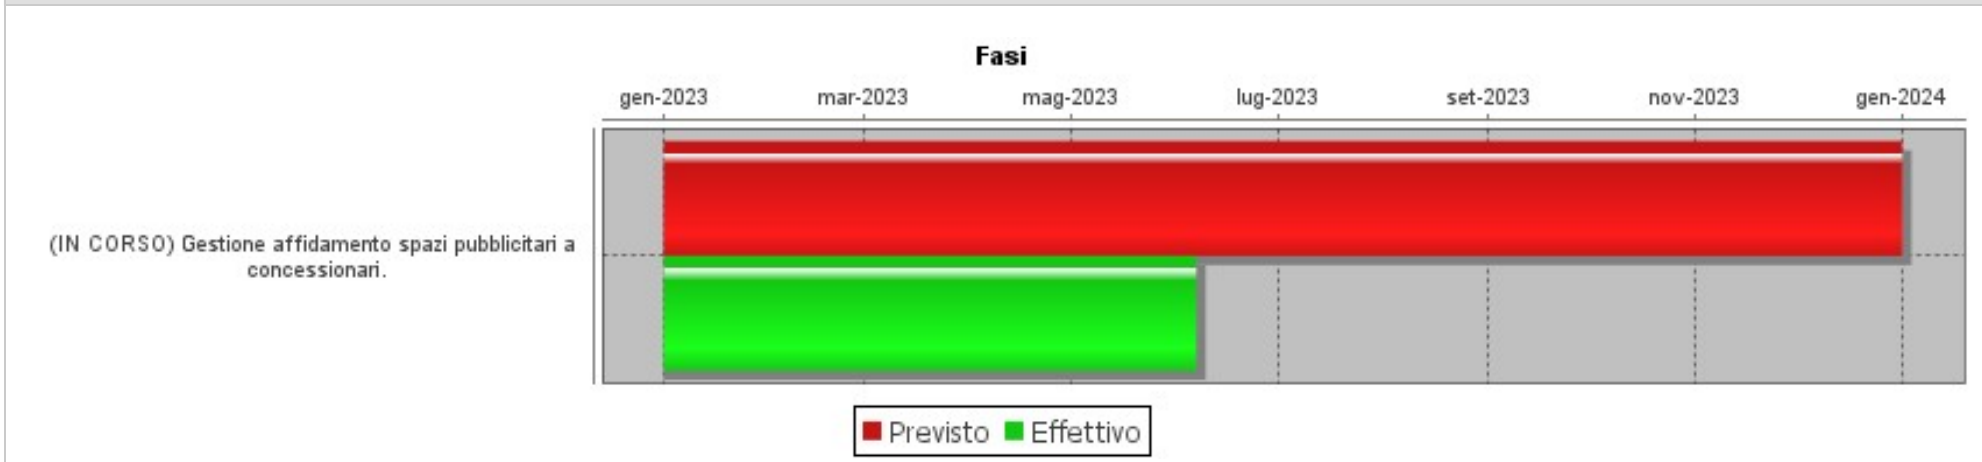 Fasi
gen-2023 mar-2023 mag-2023 lug-2023 set-2023 nov-2023 gen-2024
(IN CORSO) Gestione affidamento spazi pubblicitari a
concessionari.
Previsto Effettivo